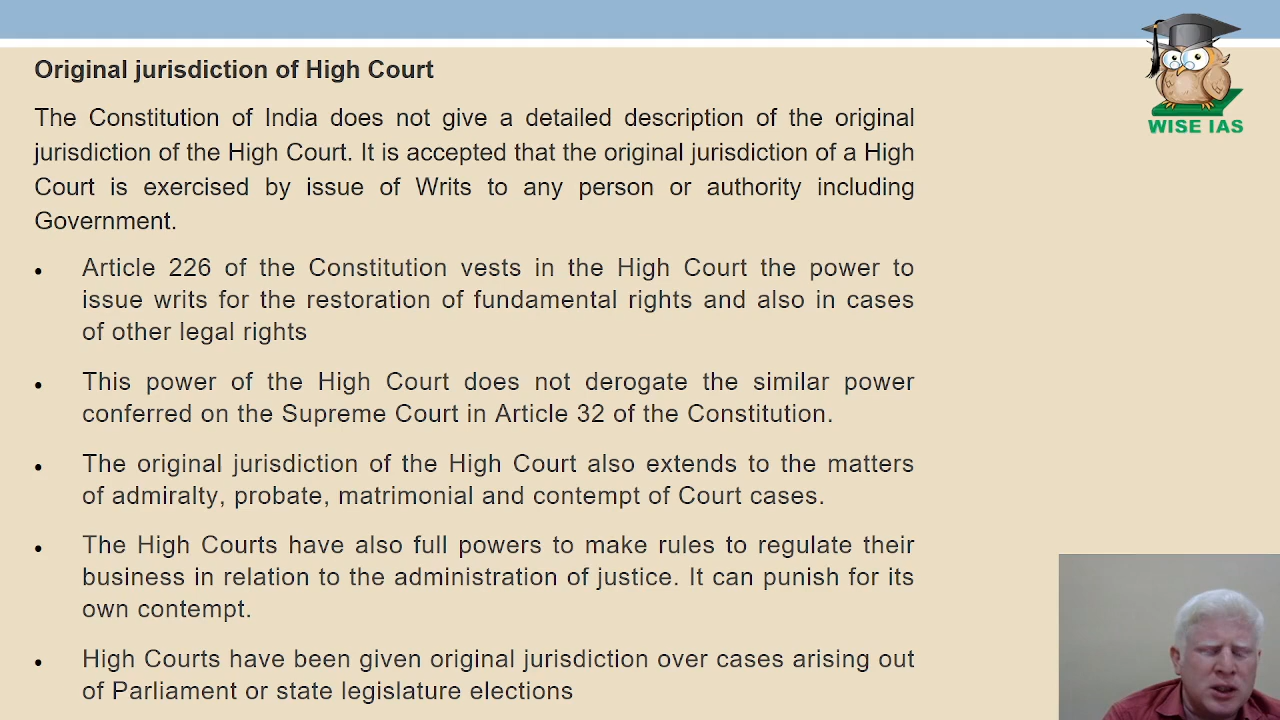 Original jurisdiction of High Court
WISE IAS
The Constitution of India does not give a detailed description of the original
jurisdiction of the High Court. It is accepted that the original jurisdiction of a High
Court is exercised by issue of Writs to any person or authority including
Government.
• Article 226 of the Constitution vests in the High Court the power to
issue writs for the restoration of fundamental rights and also in cases
of other legal rights
• This power of the High Court does not derogate the similar power
conferred on the Supreme Court in Article 32 of the Constitution.
• The original jurisdiction of the High Court also extends to the matters
of admiralty, probate, matrimonial and contempt of Court cases.
• The High Courts have also full powers to make rules to regulate their
business in relation to the administration of justice. It can punish for its
own contempt.
• High Courts have been given original jurisdiction over cases arising out
of Parliament or state legislature elections